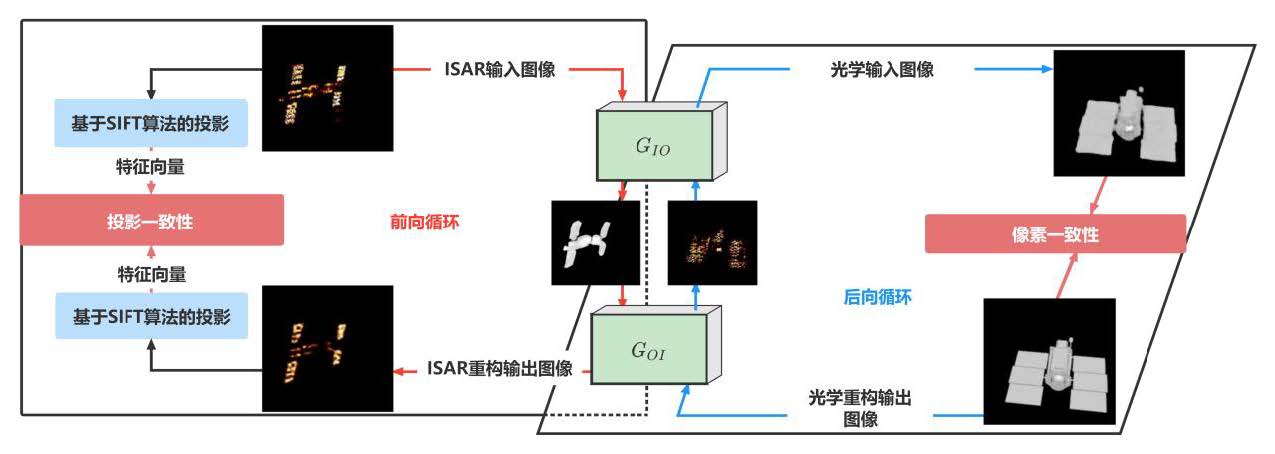 ISAR输入图像
光学输入图像
基于SIFT算法的投影
G_{IO}
特征向量
投影一致性
前向循环
像素一致性
特征向量
后向循环
基于SIFT算法的投影
G_{OI}
ISAR重构输出图像
光学重构输出
图像